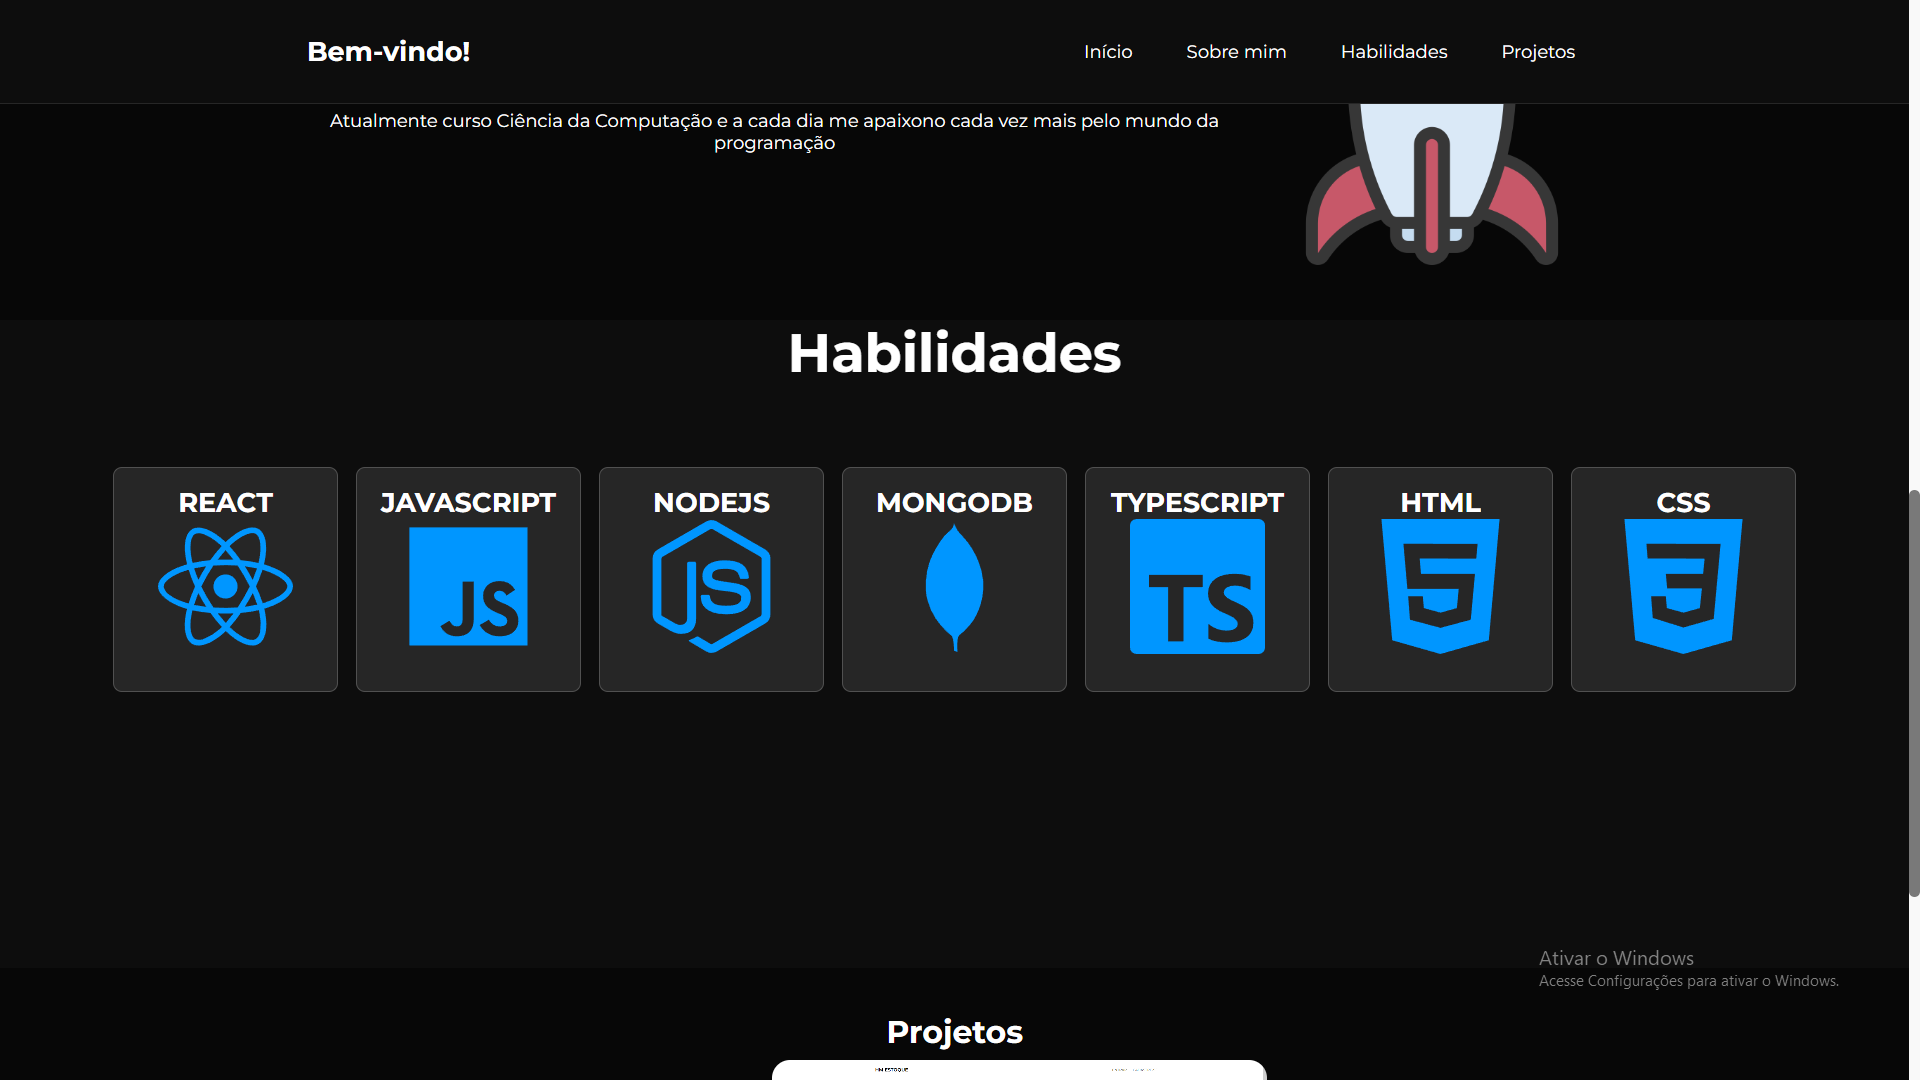 Bem-vindo!
Início
Sobre mim
Habilidades
Projetos
Atualmente curso Ciência da Computação e a cada dia me apaixono cada vez mais pelo mundo da
programação
Habilidades
REACT
JAVASCRIPT
NODEJS
MONGODB
TYPESCRIPT
HTML
CSS
JS
JS
TS
5
3
Ativar o Windows
Acesse Configurações para ativar o Windows.
Projetos
HM ESTOQUE